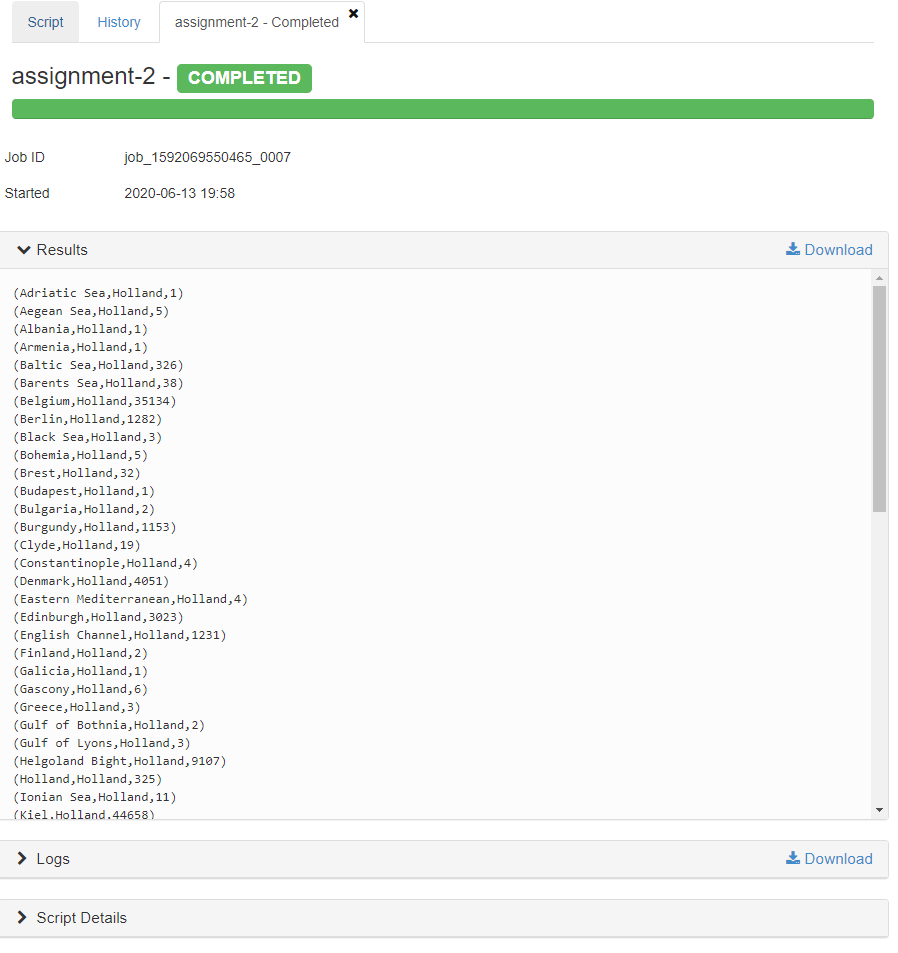 Script History assignment-2 - Completed ✖
assignment-2 - COMPLETED
Job ID job_1592069550465_0007
Started 2020-06-13 19:58
Results Download
(Adriatic Sea,Holland,1)
(Aegean Sea,Holland,5)
(Albania,Holland,1)
(Armenia,Holland,1)
(Baltic Sea,Holland,326)
(Barents Sea,Holland,38)
(Belgium,Holland,35134)
(Berlin,Holland,1282)
(Black Sea,Holland,3)
(Bohemia,Holland,5)
(Brest,Holland,32)
(Budapest,Holland,1)
(Bulgaria,Holland,2)
(Burgundy,Holland,1153)
(Clyde,Holland,19)
(Constantinople,Holland,4)
(Denmark,Holland,4051)
(Eastern Mediterranean,Holland,4)
(Edinburgh,Holland,3023)
(English Channel,Holland,1231)
(Finland,Holland,2)
(Galicia,Holland,1)
(Gascony,Holland,6)
(Greece,Holland,3)
(Gulf of Bothnia,Holland,2)
(Gulf of Lyons,Holland,3)
(Helgoland Bight,Holland,9107)
(Holland,Holland,325)
(Ionian Sea,Holland,11)
(Kiel,Holland,44658)
Logs Download
Script Details